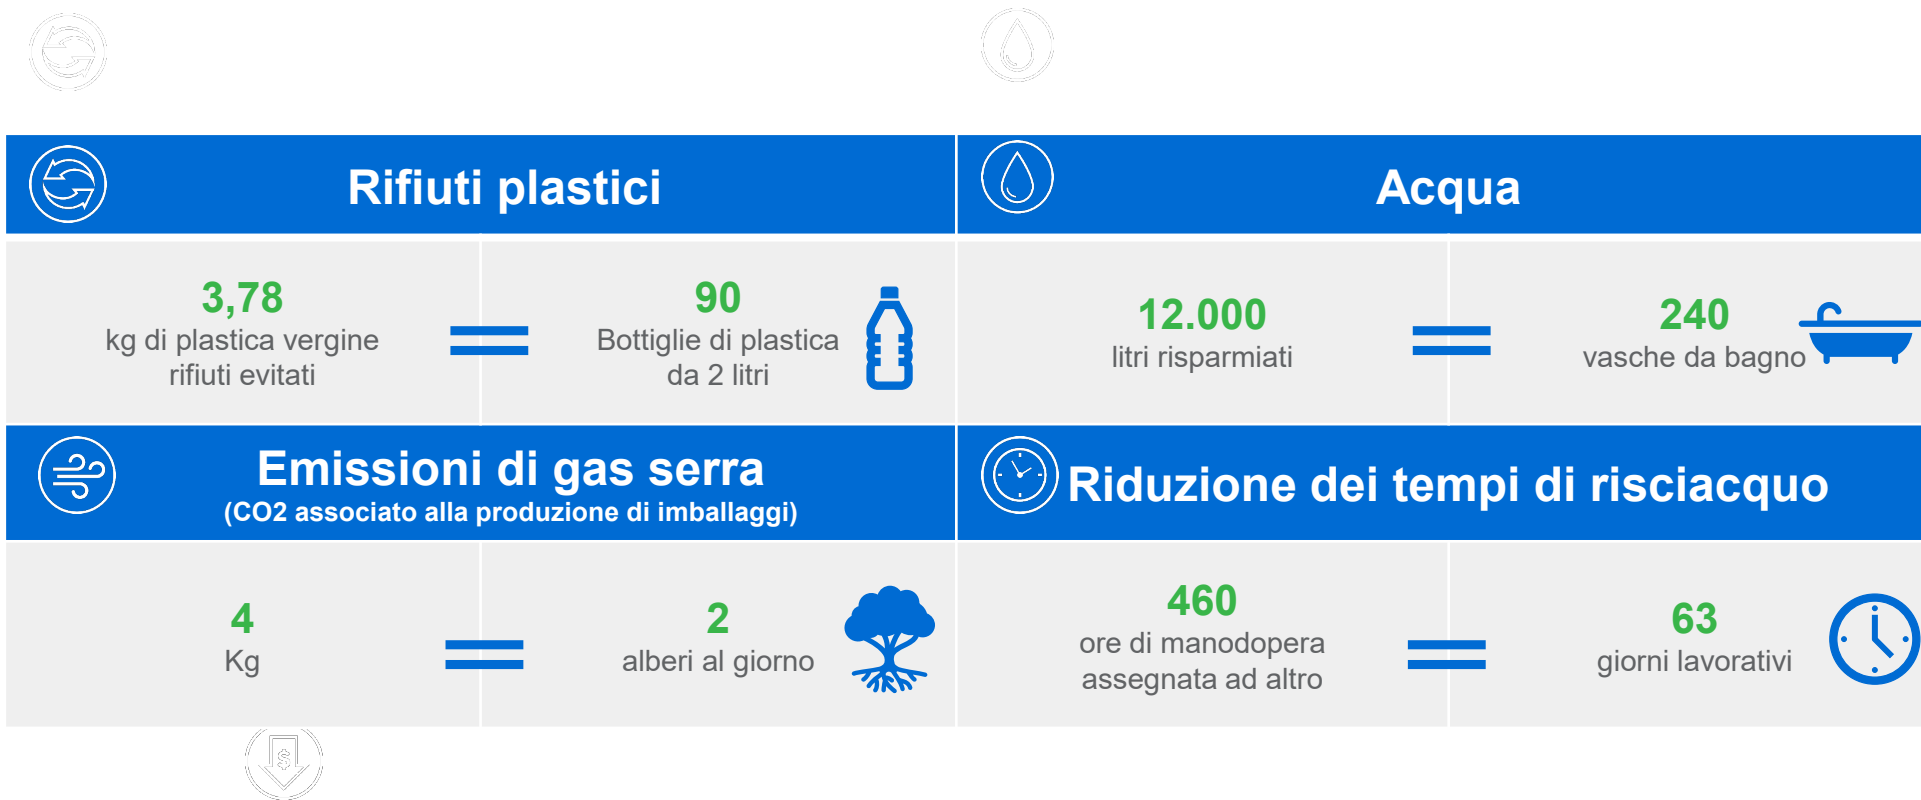 Rifiuti plastici
Acqua
3,78
kg di plastica vergine
rifiuti evitati
90
Bottiglie di plastica
da 2 litri
12.000
litri risparmiati
240
vasche da bagno
Emissioni di gas serra
(CO2 associato alla produzione di imballaggi)
Riduzione dei tempi di risciacquo
4
Kg
2
alberi al giorno
460
ore di manodopera
assegnata ad altro
63
giorni lavorativi
$